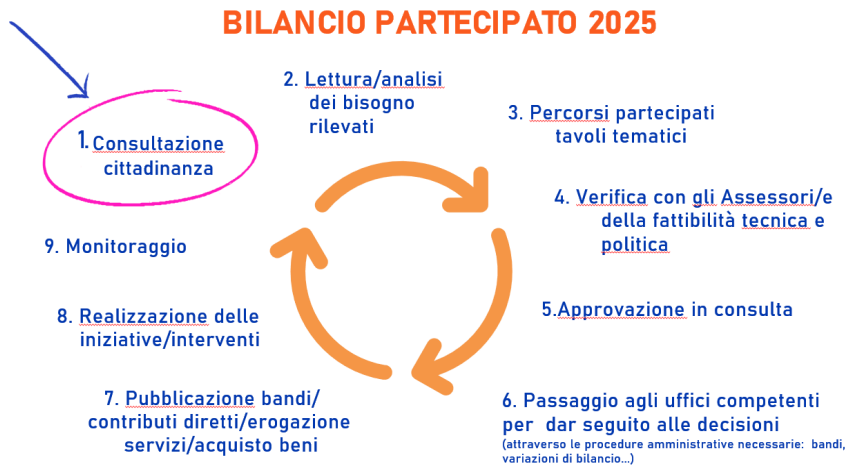 BILANCIO PARTECIPATO 2025
1. Consultazione
cittadinanza
2. Lettura/analisi
dei bisogno
rilevati
3. Percorsi partecipati
tavoli tematici
4. Verifica con gli Assessori/e
della fattibilità tecnica e
politica
5.Approvazione in consulta
6. Passaggio agli uffici competenti
per dar seguito alle decisioni
(attraverso le procedure amministrative necessarie: bandi,
variazioni di bilancio...)
7. Pubblicazione bandi/
contributi diretti/erogazione
servizi/acquisto beni
8. Realizzazione delle
iniziative/interventi
9. Monitoraggio